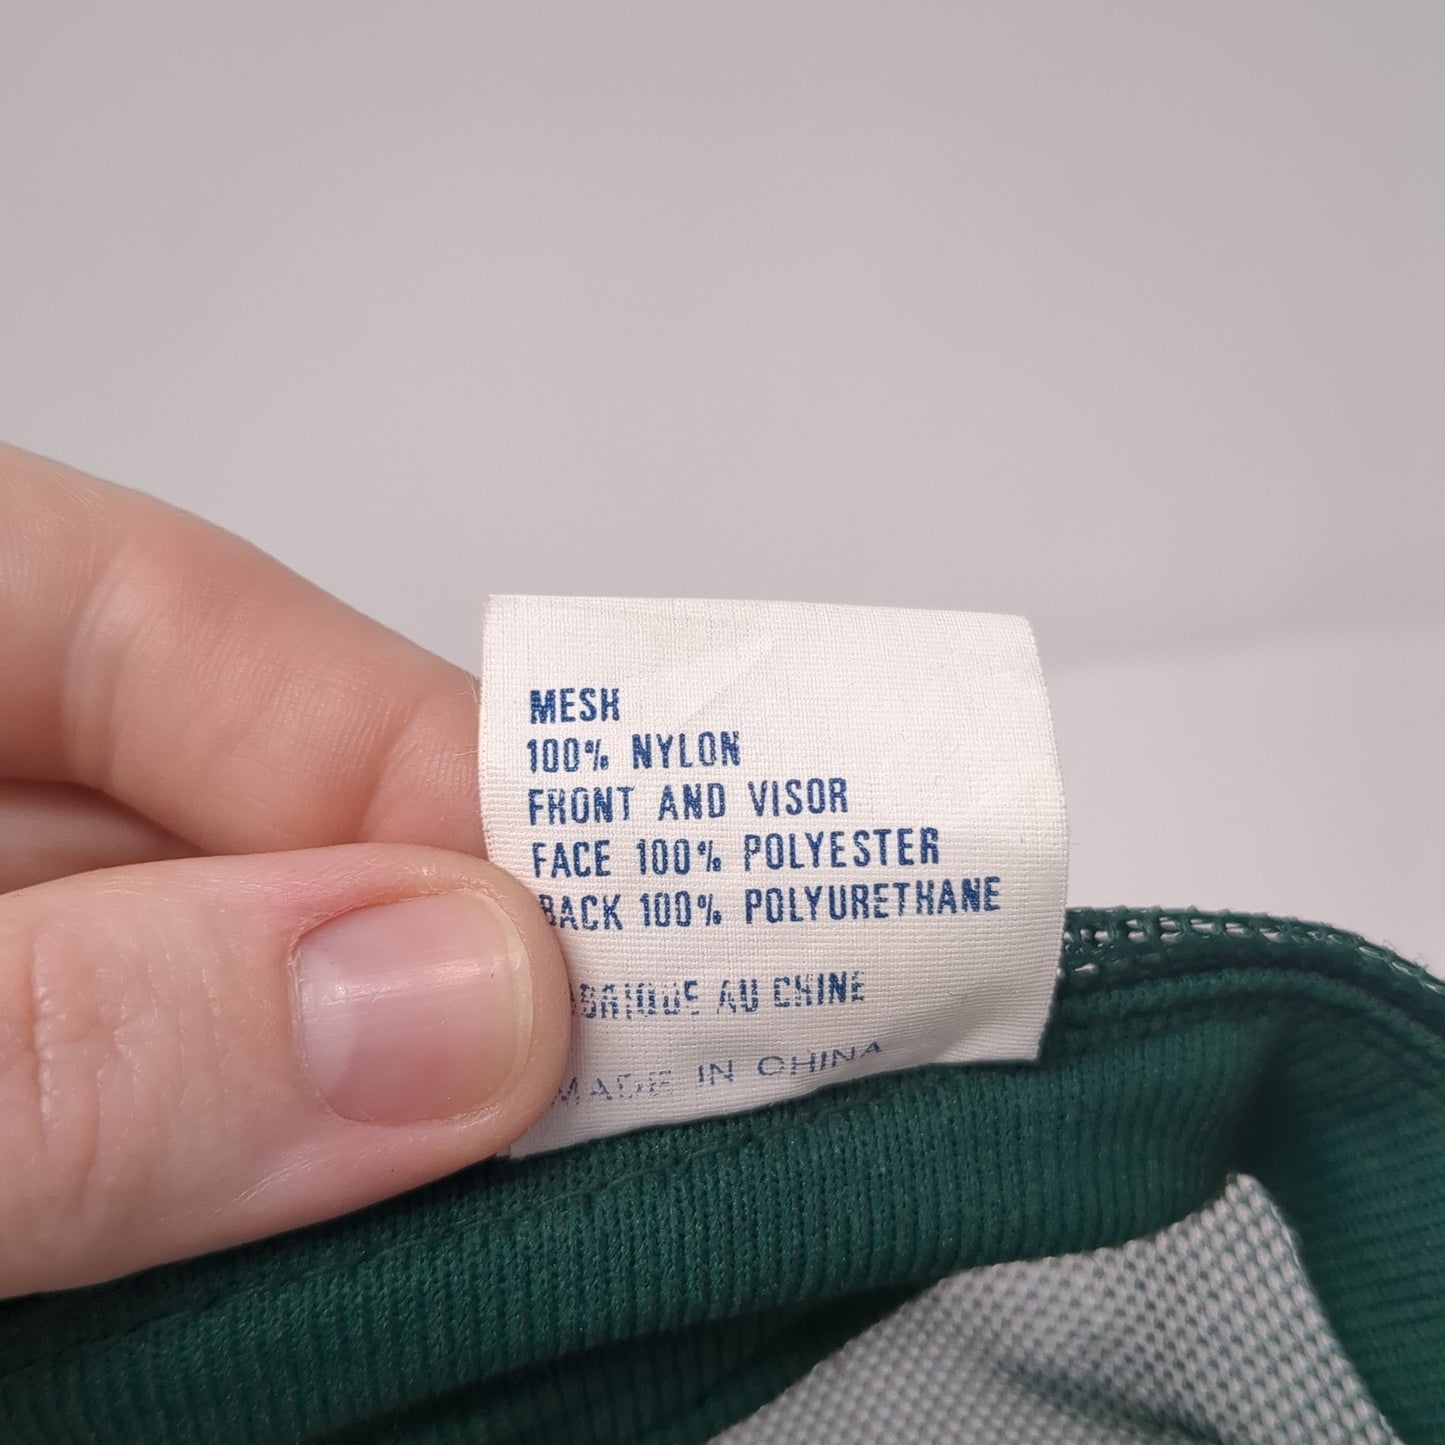 MESH
100% NYLON
FRONT AND VISOR
FACE 100% POLYESTER
BACK 100% POLYURETHANE
AU CHINE
MADE IN CHINA